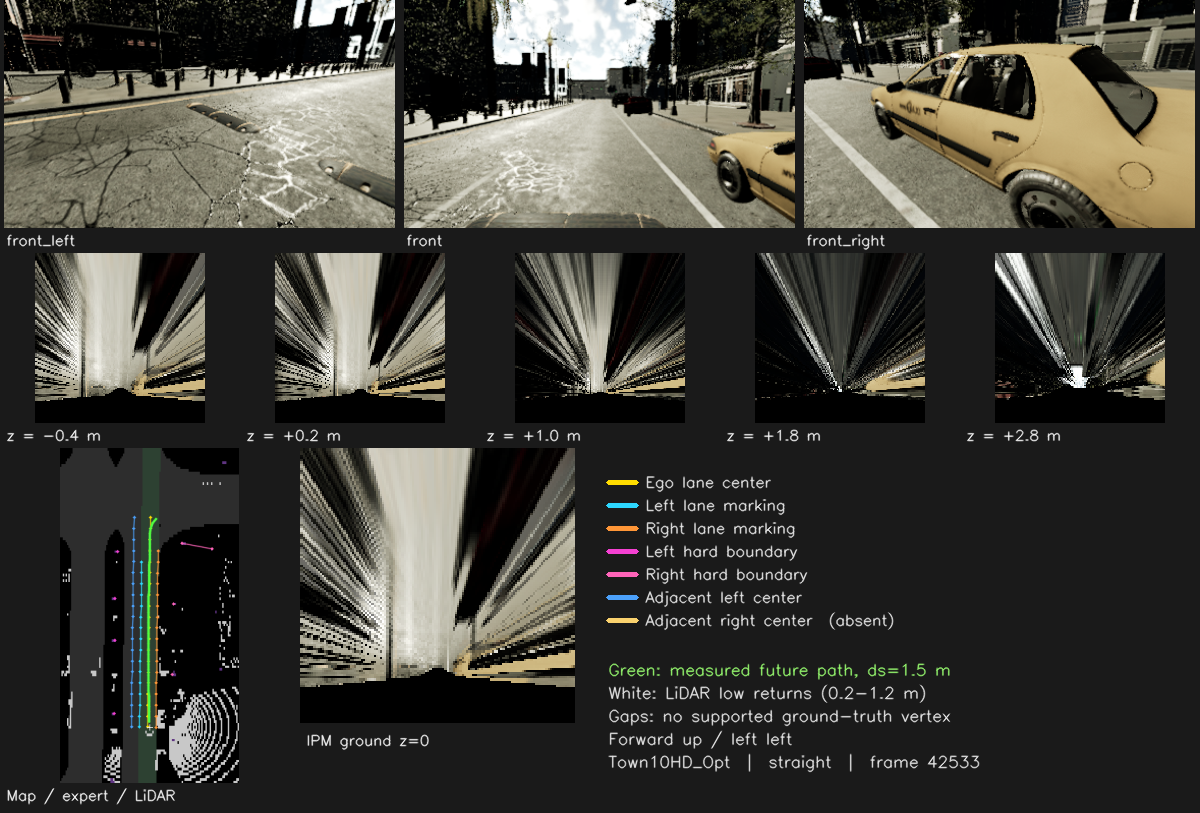 front_left
front
front_right
z = −0.4 m
z = +0.2 m
z = +1.0 m
z = +1.8 m
z = +2.8 m
Ego lane center
Left lane marking
Right lane marking
Left hard boundary
Right hard boundary
Adjacent left center
Adjacent right center (absent)
Green: measured future path, ds=1.5 m
White: LiDAR low returns (0.2−1.2 m)
Gaps: no supported ground−truth vertex
Forward up / left left
Town10HD_Opt | straight | frame 42533
IPM ground z=0
Map / expert / LiDAR